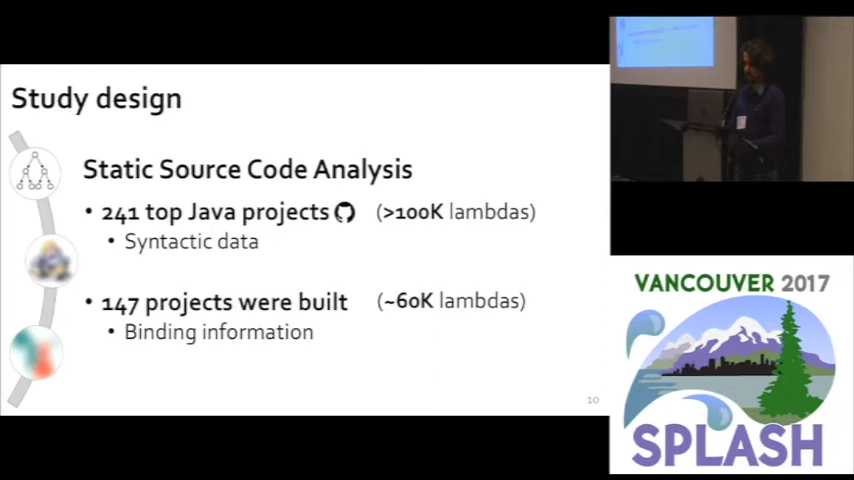 Study design
Static Source Code Analysis
• 241 top Java projects (>100K lambdas)
• Syntactic data
• 147 projects were built (~60K lambdas)
• Binding information
10
VANCOUVER 2017
SPLASH